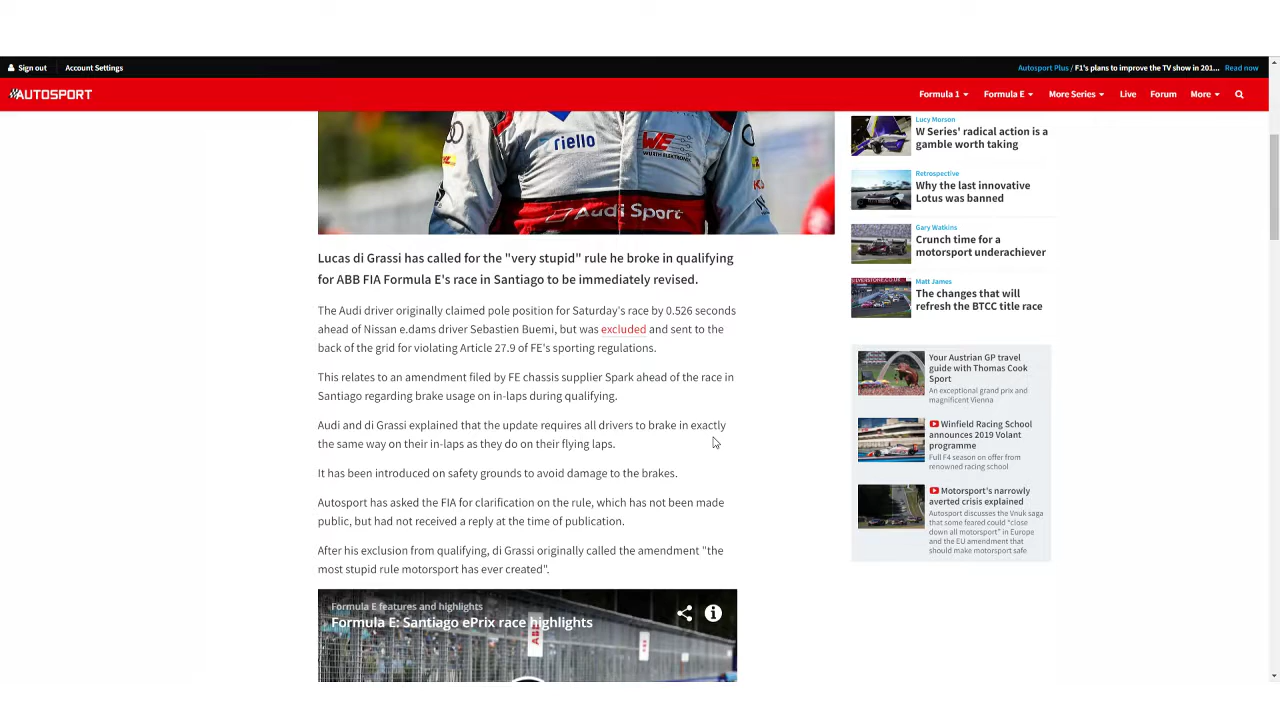 Sign out
Account Settings
Autosport Plus / F1's plans to improve the TV show in 201... Read now
AUTOSPORT
Formula 1
Formula E
More Series
Live
Forum
More
riello
WE
WÜRTH ELEKTRONIK
Audi Sport
Lucas di Grassi has called for the "very stupid" rule he broke in qualifying
for ABB FIA Formula E's race in Santiago to be immediately revised.
The Audi driver originally claimed pole position for Saturday's race by 0.526 seconds
ahead of Nissan e.dams driver Sebastien Buemi, but was excluded and sent to the
back of the grid for violating Article 27.9 of FE's sporting regulations.
This relates to an amendment filed by FE chassis supplier Spark ahead of the race in
Santiago regarding brake usage on in-laps during qualifying.
Audi and di Grassi explained that the update requires all drivers to brake in exactly
the same way on their in-laps as they do on their flying laps.
It has been introduced on safety grounds to avoid damage to the brakes.
Autosport has asked the FIA for clarification on the rule, which has not been made
public, but had not received a reply at the time of publication.
After his exclusion from qualifying, di Grassi originally called the amendment "the
most stupid rule motorsport has ever created".
Formula E features and highlights
Formula E: Santiago ePrix race highlights
ABB
Lucy Morson
W Series' radical action is a
gamble worth taking
Retrospective
Why the last innovative
Lotus was banned
Gary Watkins
Crunch time for a
motorsport underachiever
Matt James
The changes that will
refresh the BTCC title race
Your Austrian GP travel
guide with Thomas Cook
Sport
An exceptional grand prix and
magnificent Vienna
Winfield Racing School
announces 2019 Volant
programme
Full F4 season on offer from
renowned racing school
Motorsport's narrowly
averted crisis explained
Autosport discusses the Vnuk saga
that some feared could "close
down all motorsport" in Europe
and the EU amendment that
should make motorsport safe